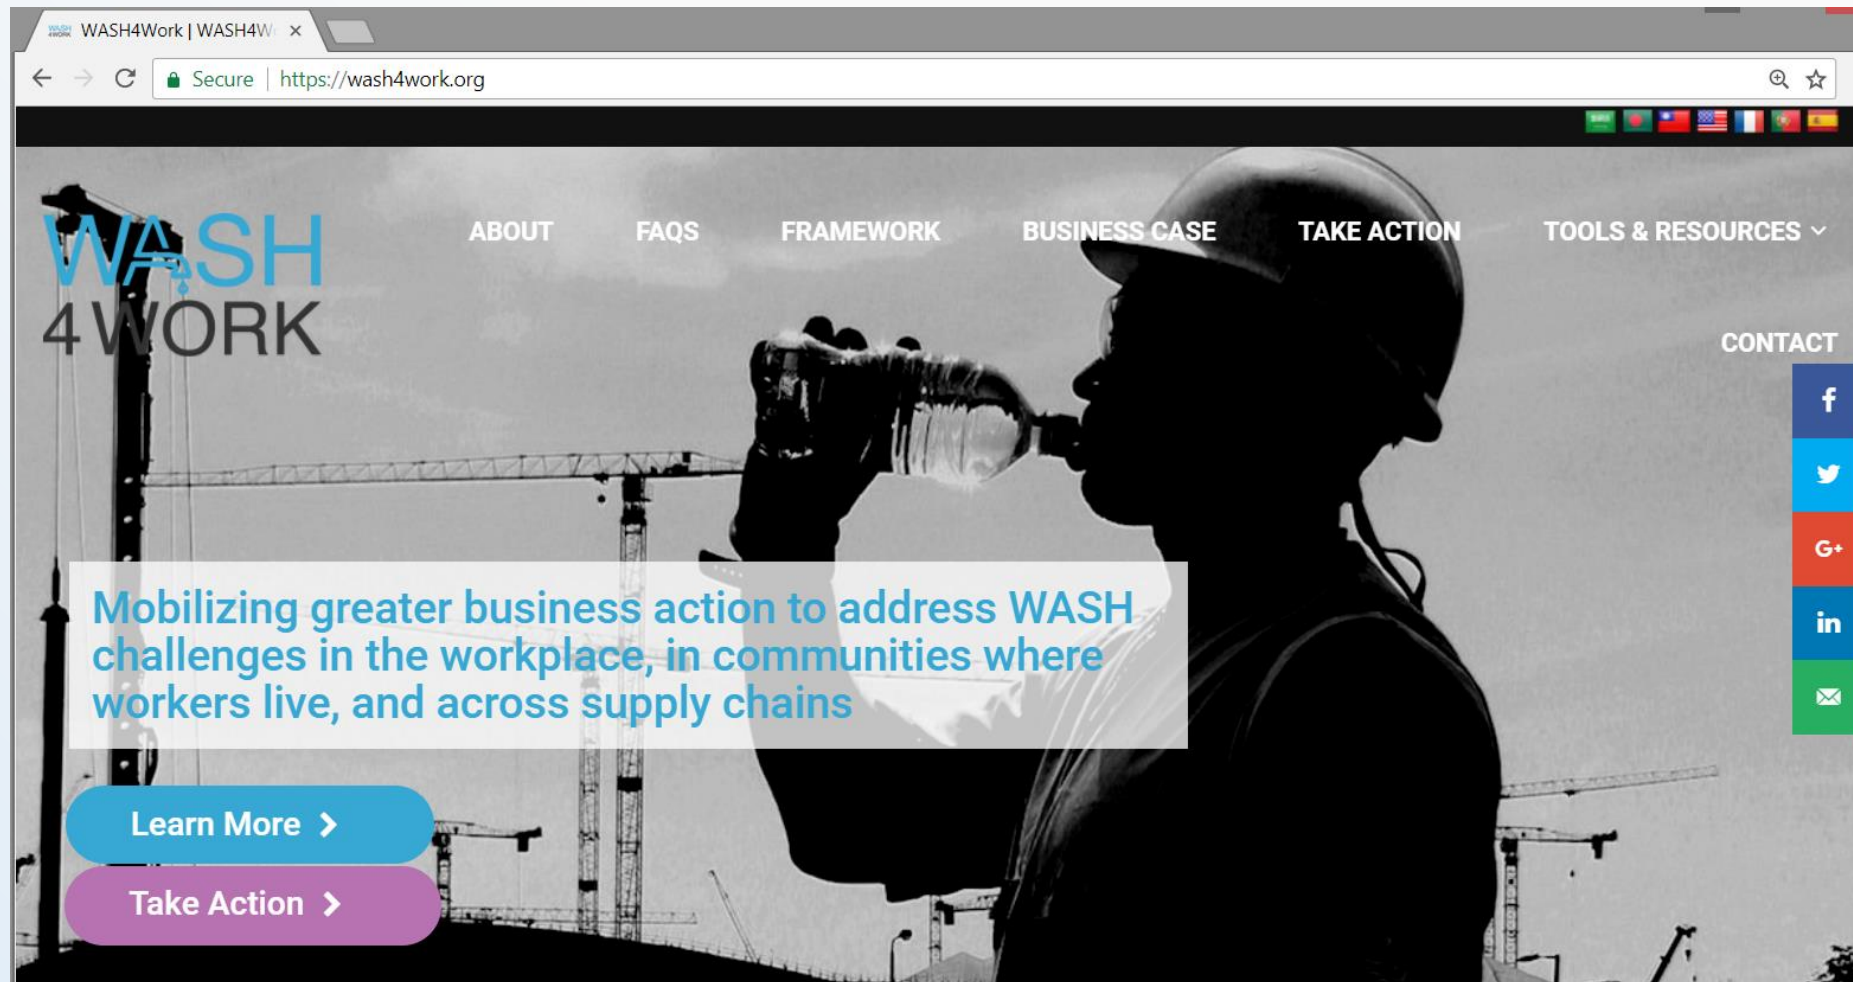 WASH4Work | WASH4W
Secure | https://wash4work.org
WASH
4WORK
ABOUT FAQS FRAMEWORK BUSINESS CASE TAKE ACTION TOOLS & RESOURCES
CONTACT
f
G+
in
Mobilizing greater business action to address WASH
challenges in the workplace, in communities where
workers live, and across supply chains
Learn More
Take Action